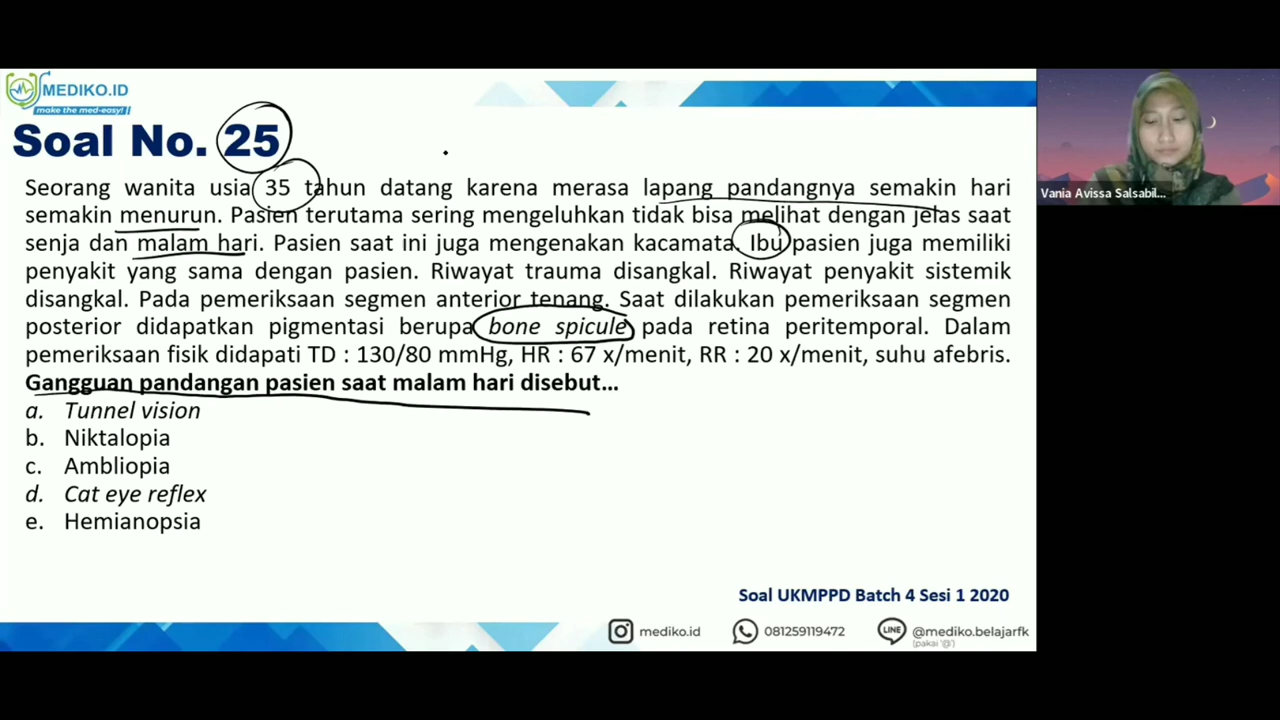 MEDIKO.ID
make the med-easy!
Soal No. 25
Seorang wanita usia 35 tahun datang karena merasa lapang pandangnya semakin hari
semakin menurun. Pasien terutama sering mengeluhkan tidak bisa melihat dengan jelas saat
senja dan malam hari. Pasien saat ini juga mengenakan kacamata. Ibu pasien juga memiliki
penyakit yang sama dengan pasien. Riwayat trauma disangkal. Riwayat penyakit sistemik
disangkal. Pada pemeriksaan segmen anterior tenang. Saat dilakukan pemeriksaan segmen
posterior didapatkan pigmentasi berupa bone spicule pada retina peritemporal. Dalam
pemeriksaan fisik didapati TD : 130/80 mmHg, HR : 67 x/menit, RR : 20 x/menit, suhu afebris.
Gangguan pandangan pasien saat malam hari disebut...
a. Tunnel vision
b. Niktalopia
c. Ambliopia
d. Cat eye reflex
e. Hemianopsia
Soal UKMPPD Batch 4 Sesi 1 2020
mediko.id 081259119472 LINE @mediko.belajarfk
(pakai '@')
Vania Avissa Salsabil...